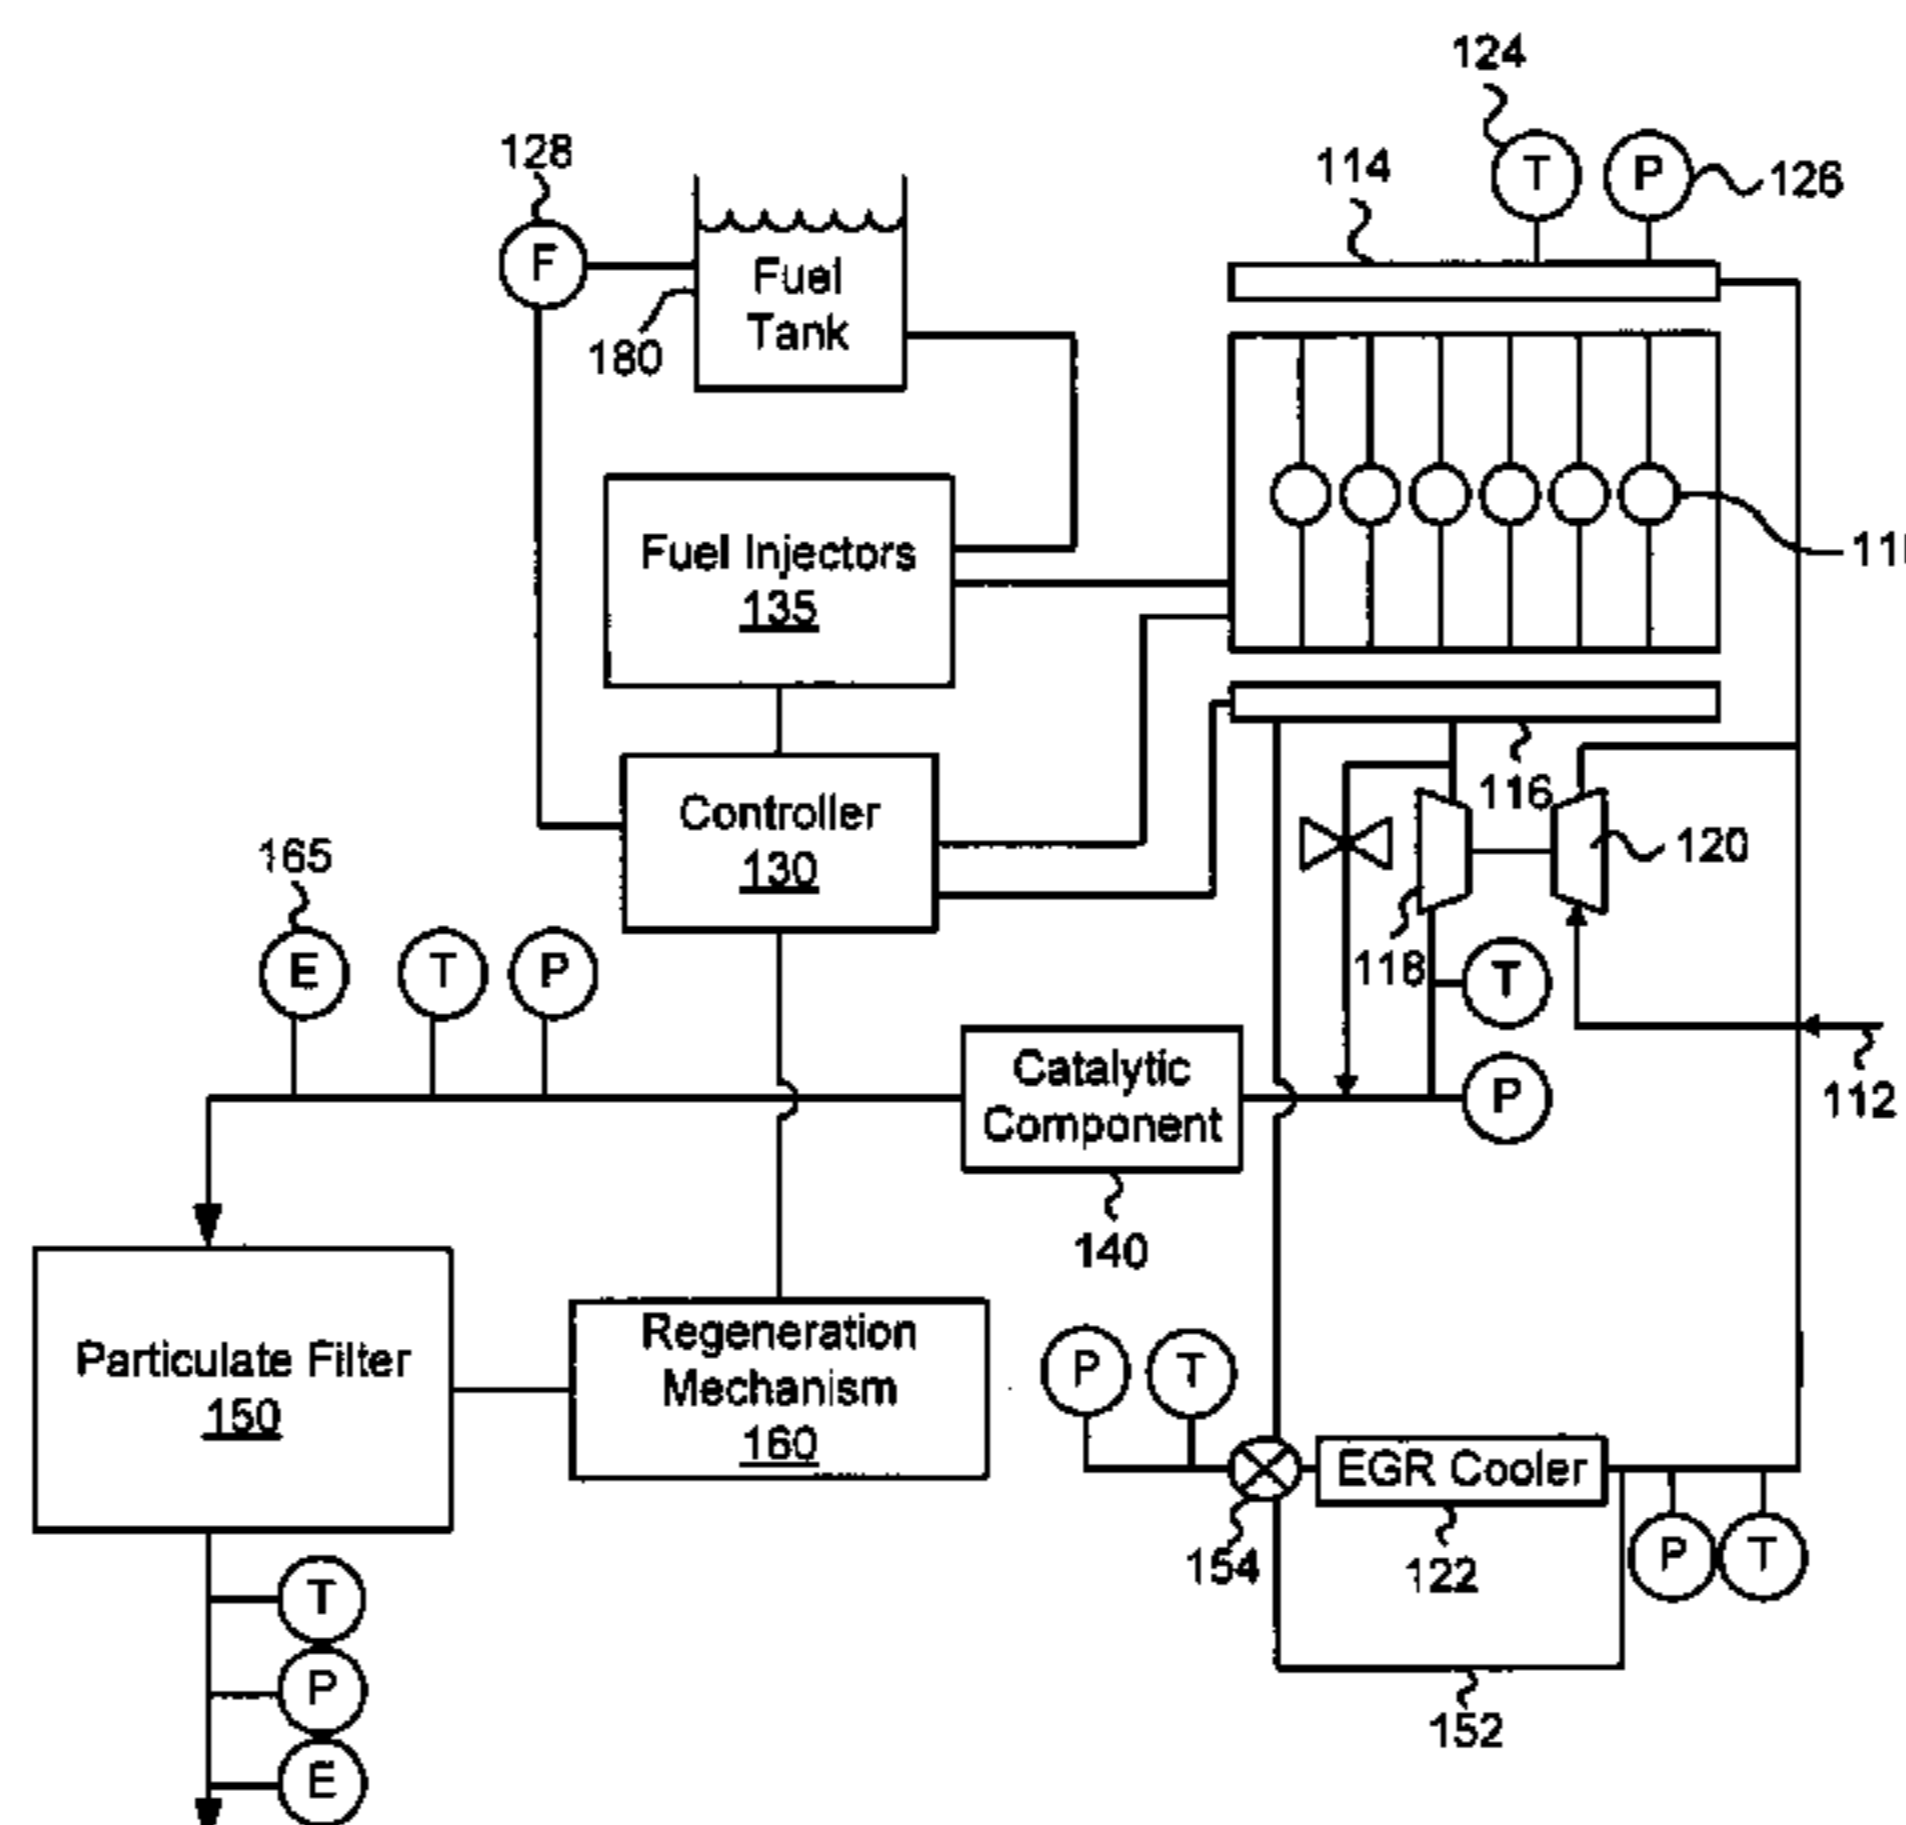 124
128
114
T
P
126
F
Fuel
Tank
180
Fuel Injectors
135
116
Controller
130
120
165
E
T
P
118
T
Catalytic
Component
P
112
140
Particulate Filter
150
Regeneration
Mechanism
160
P
T
EGR Cooler
154
122
P
T
T
P
E
152